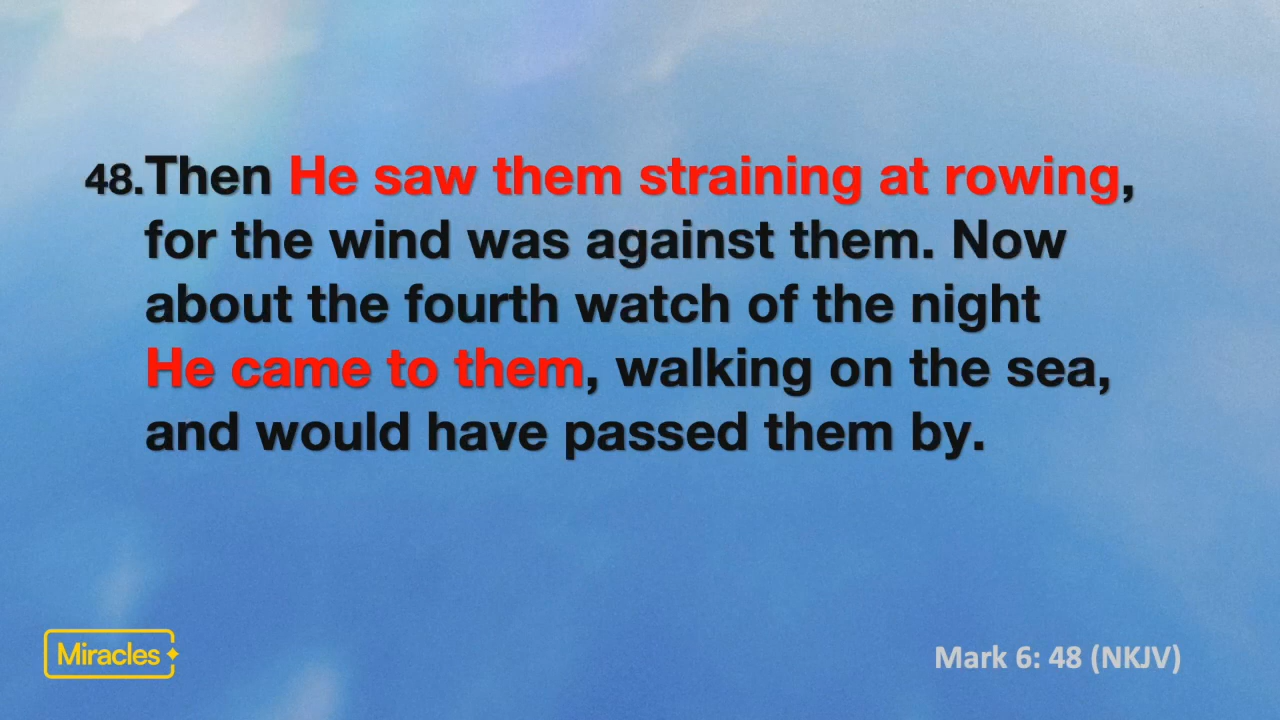 48.Then He saw them straining at rowing,
for the wind was against them. Now
about the fourth watch of the night
He came to them, walking on the sea,
and would have passed them by.
Miracles
Mark 6: 48 (NKJV)